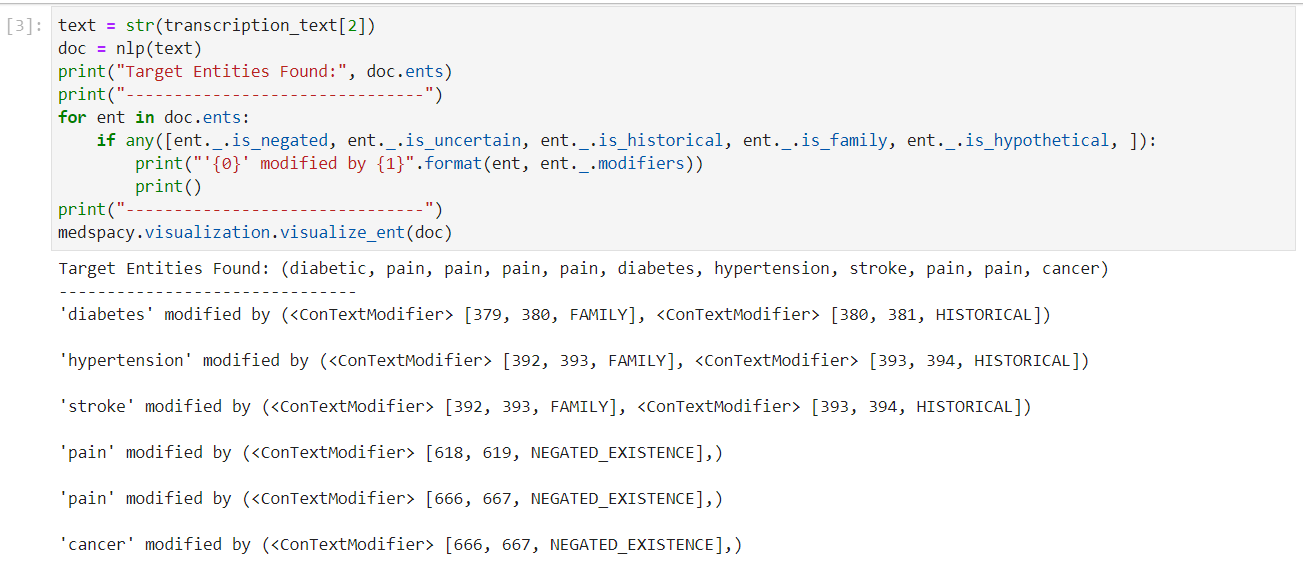 [3]: text = str(transcription_text[2])
doc = nlp(text)
print("Target Entities Found:", doc.ents)
print("-------------------------------")
for ent in doc.ents:
    if any([ent._.is_negated, ent._.is_uncertain, ent._.is_historical, ent._.is_family, ent._.is_hypothetical, ]):
        print("'{0}' modified by {1}".format(ent, ent._.modifiers))
        print()
print("-------------------------------")
medspacy.visualization.visualize_ent(doc)
Target Entities Found: (diabetic, pain, pain, pain, pain, diabetes, hypertension, stroke, pain, pain, cancer)
-------------------------------
'diabetes' modified by (<ConTextModifier> [379, 380, FAMILY], <ConTextModifier> [380, 381, HISTORICAL])
'hypertension' modified by (<ConTextModifier> [392, 393, FAMILY], <ConTextModifier> [393, 394, HISTORICAL])
'stroke' modified by (<ConTextModifier> [392, 393, FAMILY], <ConTextModifier> [393, 394, HISTORICAL])
'pain' modified by (<ConTextModifier> [618, 619, NEGATED_EXISTENCE],)
'pain' modified by (<ConTextModifier> [666, 667, NEGATED_EXISTENCE],)
'cancer' modified by (<ConTextModifier> [666, 667, NEGATED_EXISTENCE],)